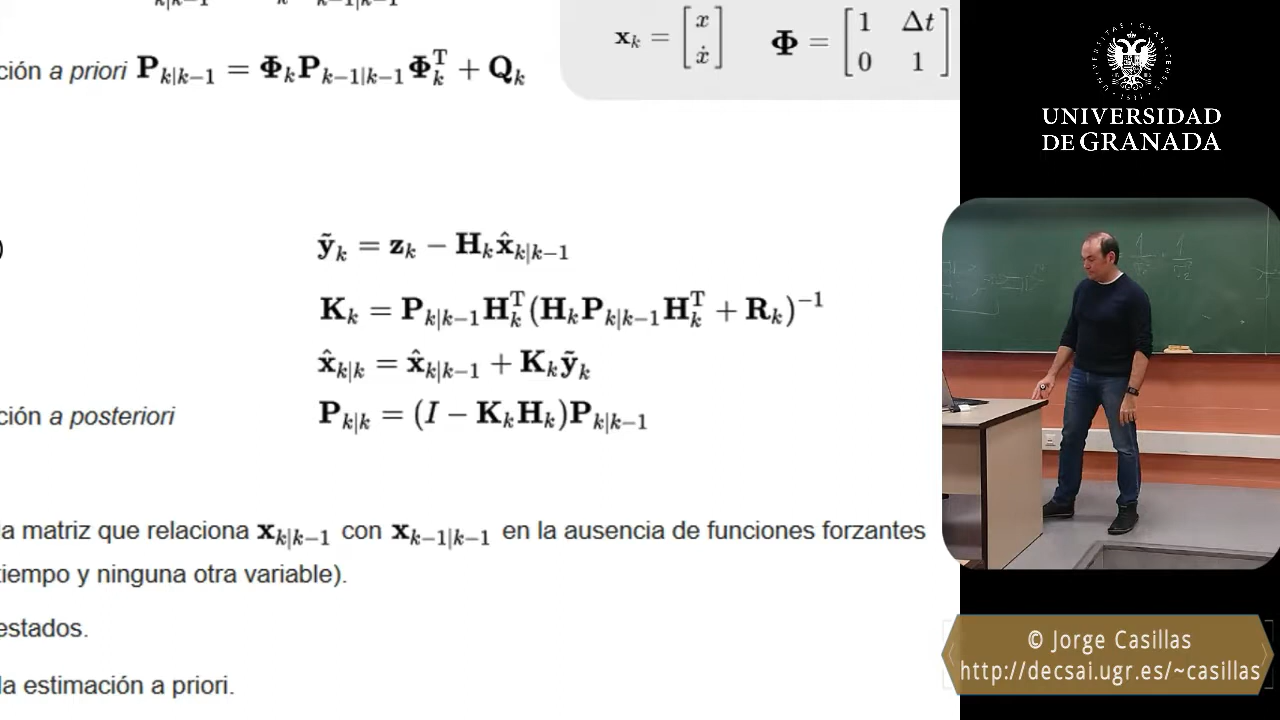 ción a priori P_{k|k-1} = Φ_k P_{k-1|k-1} Φ_k^T + Q_k
x_k = [x ẋ] Φ = [1 Δt 0 1]
ỹ_k = z_k − H_k x̂_{k|k-1}
K_k = P_{k|k-1} H_k^T (H_k P_{k|k-1} H_k^T + R_k)^{-1}
x̂_{k|k} = x̂_{k|k-1} + K_k ỹ_k
ción a posteriori P_{k|k} = (I − K_k H_k) P_{k|k-1}
a matriz que relaciona x_{k|k-1} con x_{k-1|k-1} en la ausencia de funciones forzantes
tiempo y ninguna otra variable).
estados.
la estimación a priori.
UNIVERSIDAD
DE GRANADA
© Jorge Casillas
http://decsai.ugr.es/~casillas